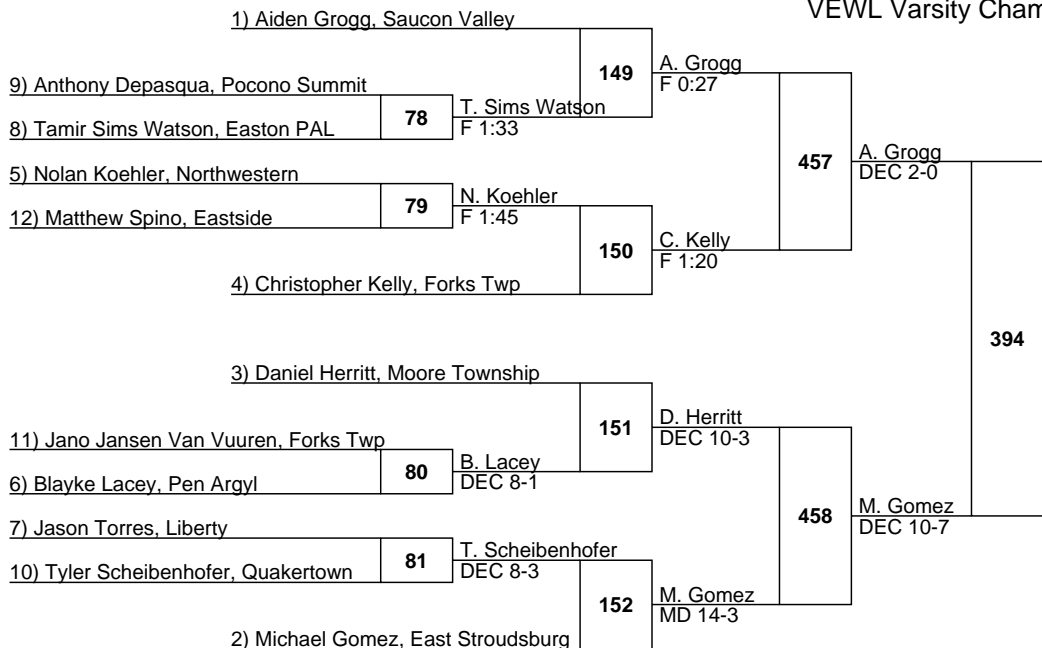 VEWL Varsity Cham
1) Aiden Grogg, Saucon Valley
149
A. Grogg
F 0:27
9) Anthony Depasqua, Pocono Summit
78
T. Sims Watson
F 1:33
8) Tamir Sims Watson, Easton PAL
457
A. Grogg
DEC 2-0
5) Nolan Koehler, Northwestern
79
N. Koehler
F 1:45
12) Matthew Spino, Eastside
150
C. Kelly
F 1:20
4) Christopher Kelly, Forks Twp
394
3) Daniel Herritt, Moore Township
151
D. Herritt
DEC 10-3
11) Jano Jansen Van Vuuren, Forks Twp
80
B. Lacey
DEC 8-1
6) Blayke Lacey, Pen Argyl
458
M. Gomez
DEC 10-7
7) Jason Torres, Liberty
81
T. Scheibenhofer
DEC 8-3
10) Tyler Scheibenhofer, Quakertown
152
M. Gomez
MD 14-3
2) Michael Gomez, East Stroudsburg